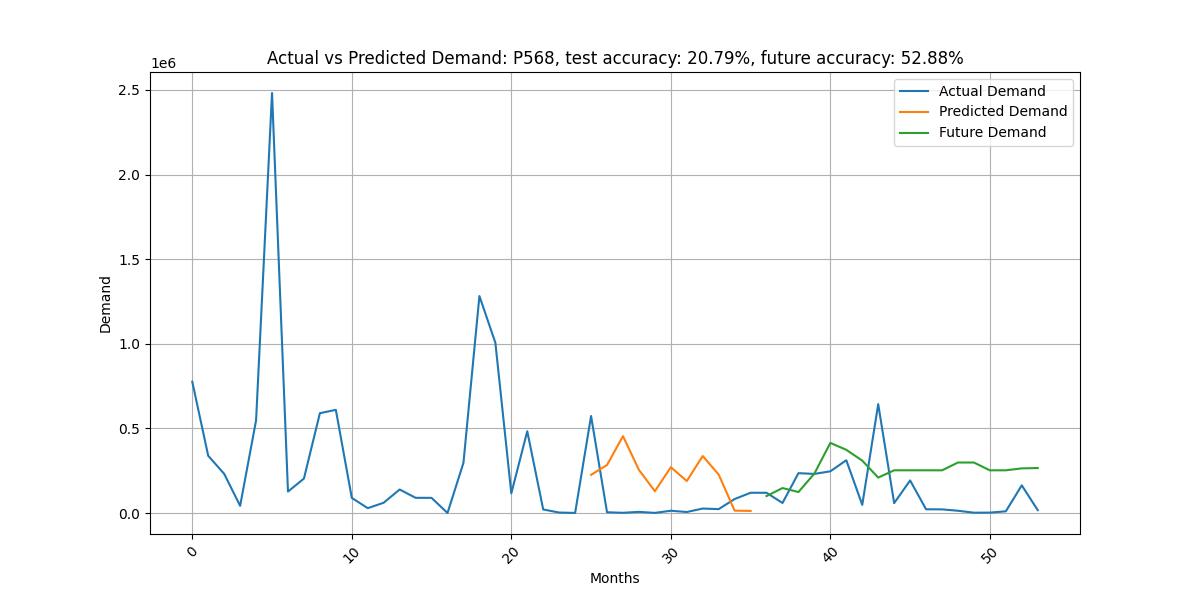 Actual vs Predicted Demand: P568, test accuracy: 20.79%, future accuracy: 52.88%
1e6
Actual Demand
Predicted Demand
Future Demand
2.5
2.0
1.5
1.0
0.5
0.0
Demand
0
10
20
30
40
50
Months